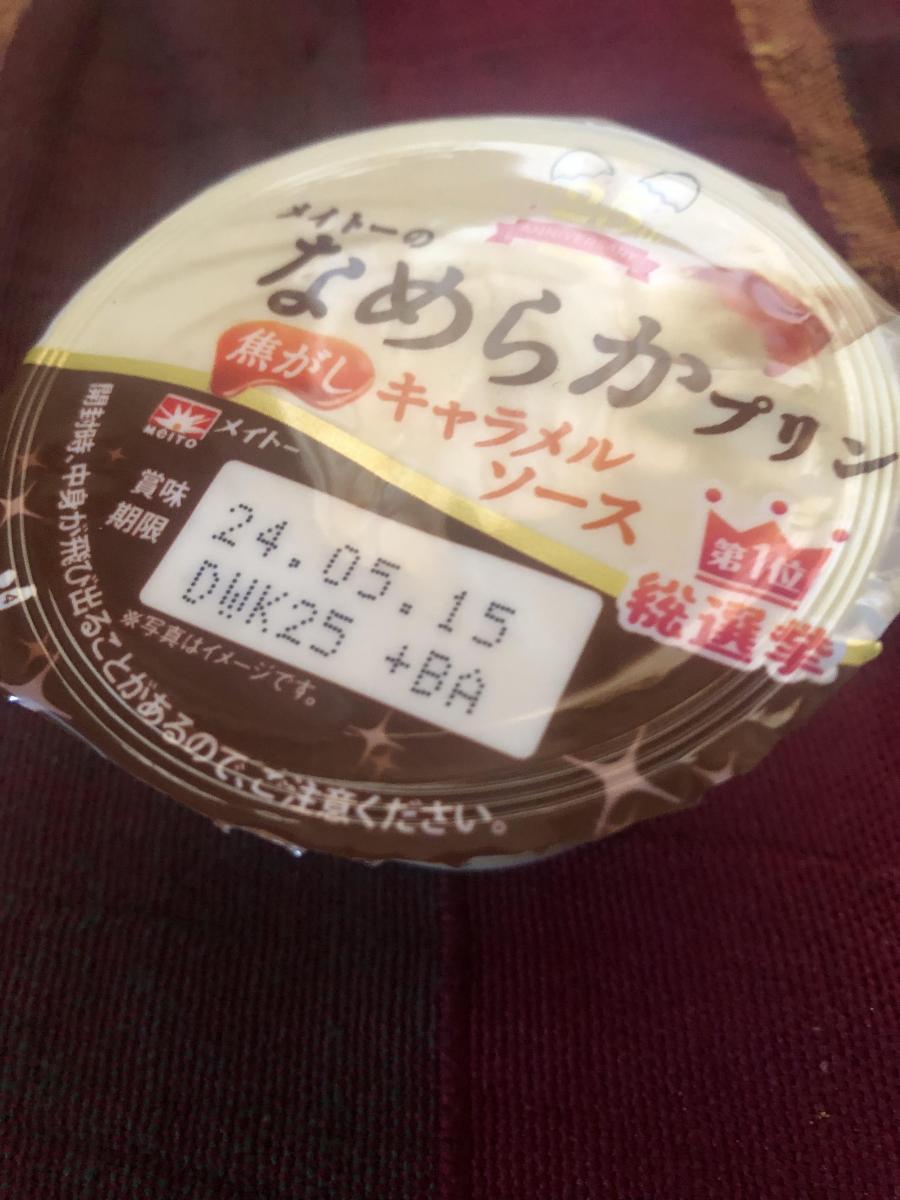 ANNIVERSARY
メイトーの
なめらかプリン
焦がし
キャラメル
ソース
MEITO
メイトー
第1位
総選挙
賞味
期限
24.05.15
DWK25 +BA
※写真はイメージです。
開封時、中身が飛び出ることがあるので、ご注意ください。